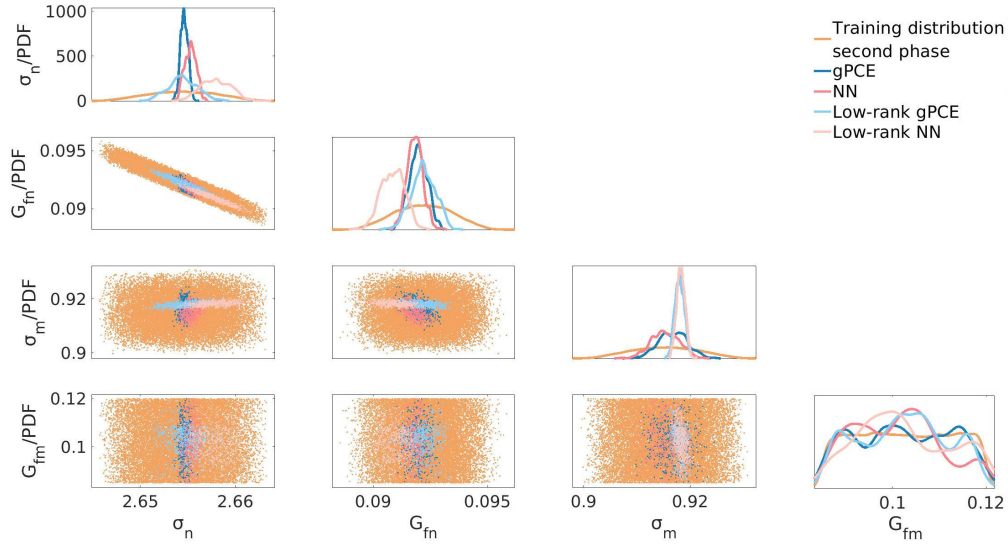 σn/PDF
1000
500
0
Training distribution
second phase
gPCE
NN
Low-rank gPCE
Low-rank NN
Gfn/PDF
0.095
0.09
σm/PDF
0.92
0.9
Gfm/PDF
0.12
0.1
2.65 2.66
0.09 0.095
0.9 0.92
0.1 0.12
σn
Gfn
σm
Gfm